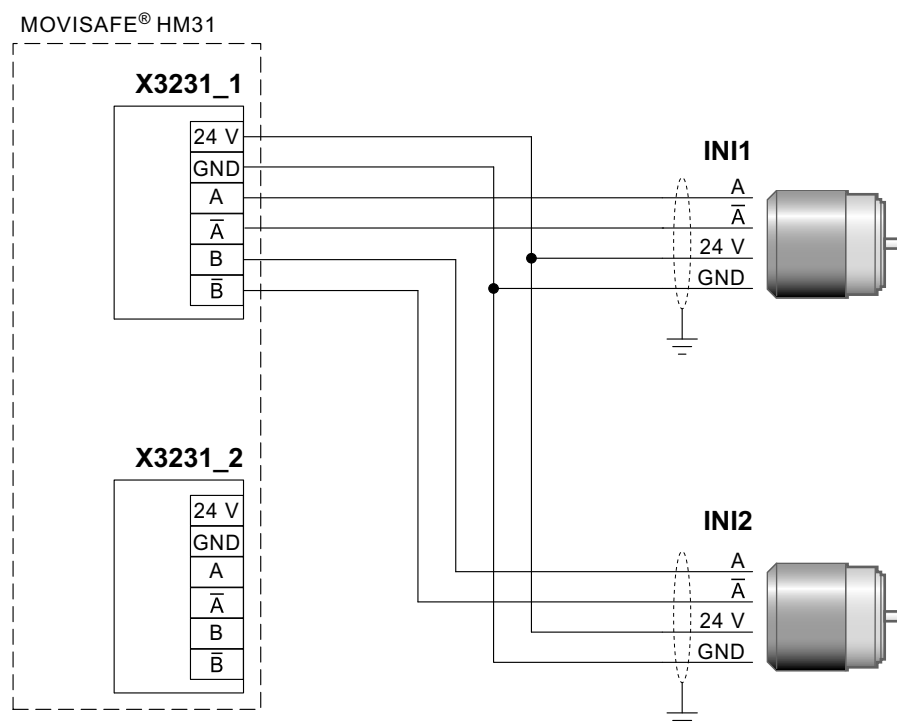 MOVISAFE® HM31
X3231_1
24 V
GND
A
A̅
B
B̅
INI1
A
A̅
24 V
GND
X3231_2
24 V
GND
A
A̅
B
B̅
INI2
A
A̅
24 V
GND